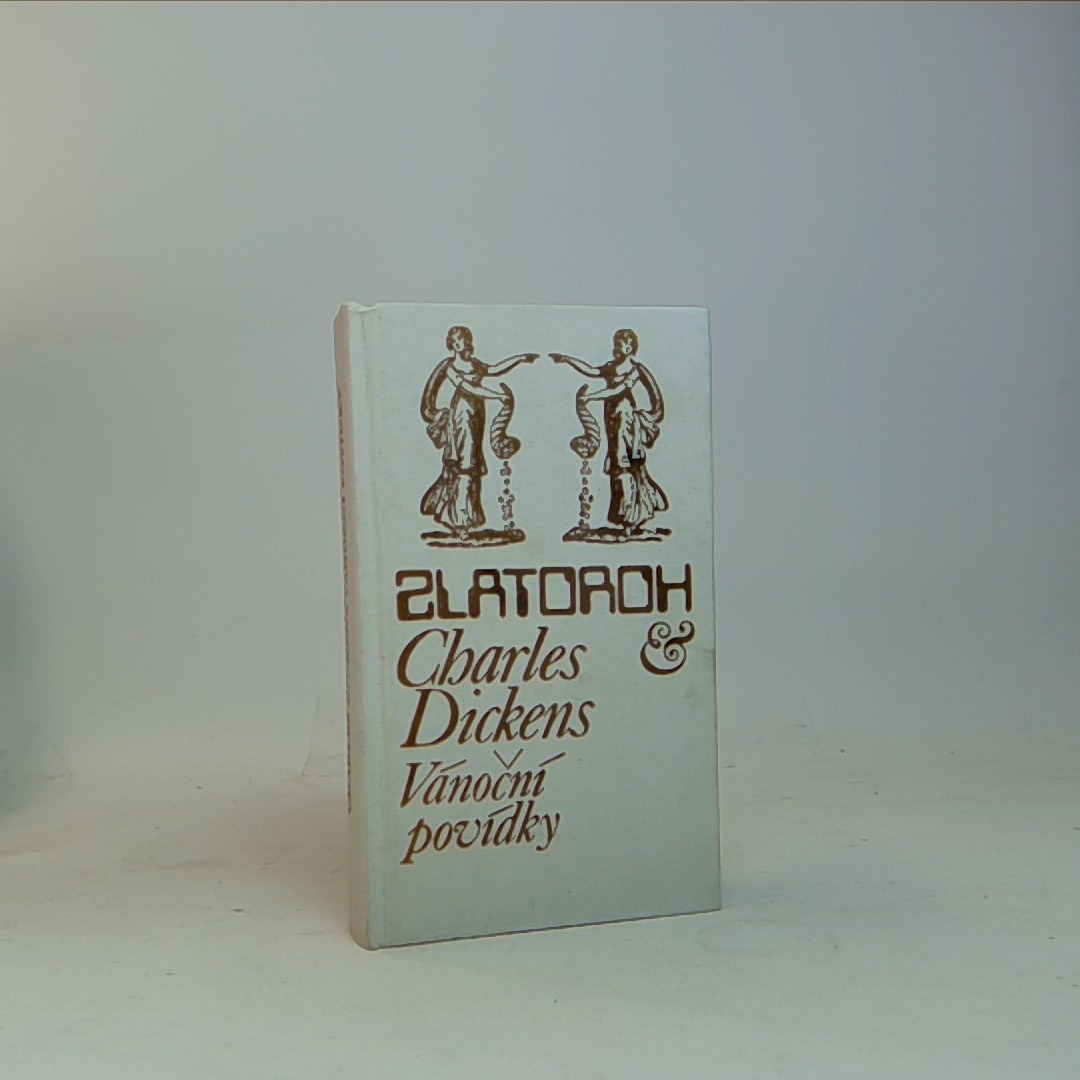 ZLATOROH
&
Charles
Dickens
Vánoční
povídky